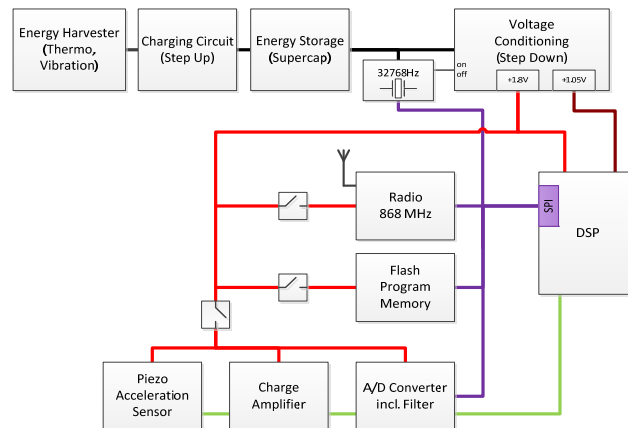 Energy Harvester
(Thermo,
Vibration)
Charging Circuit
(Step Up)
Energy Storage
(Supercap)
Voltage
Conditioning
(Step Down)
on
off
32768Hz
+1.8V
+1.05V
Radio
868 MHz
SPI
DSP
Flash
Program
Memory
Piezo
Acceleration
Sensor
Charge
Amplifier
A/D Converter
incl. Filter